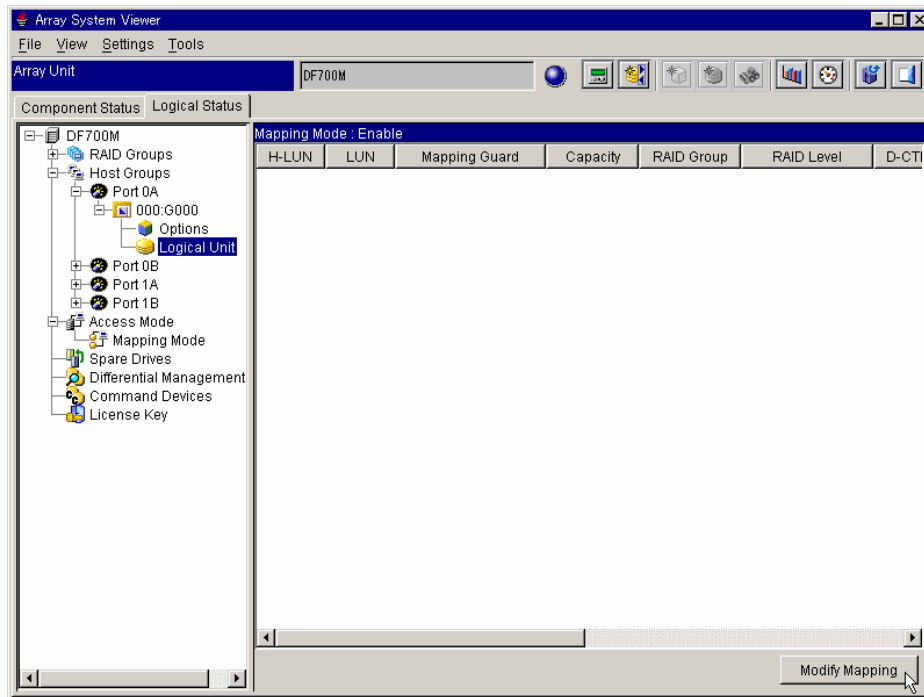 Array System Viewer
File View Settings Tools
Array Unit DF700M
Component Status Logical Status
DF700M
RAID Groups
Host Groups
Port 0A
000:G000
Options
Logical Unit
Port 0B
Port 1A
Port 1B
Access Mode
Mapping Mode
Spare Drives
Differential Management
Command Devices
License Key
Mapping Mode : Enable
H-LUN LUN Mapping Guard Capacity RAID Group RAID Level D-CTl
Modify Mapping